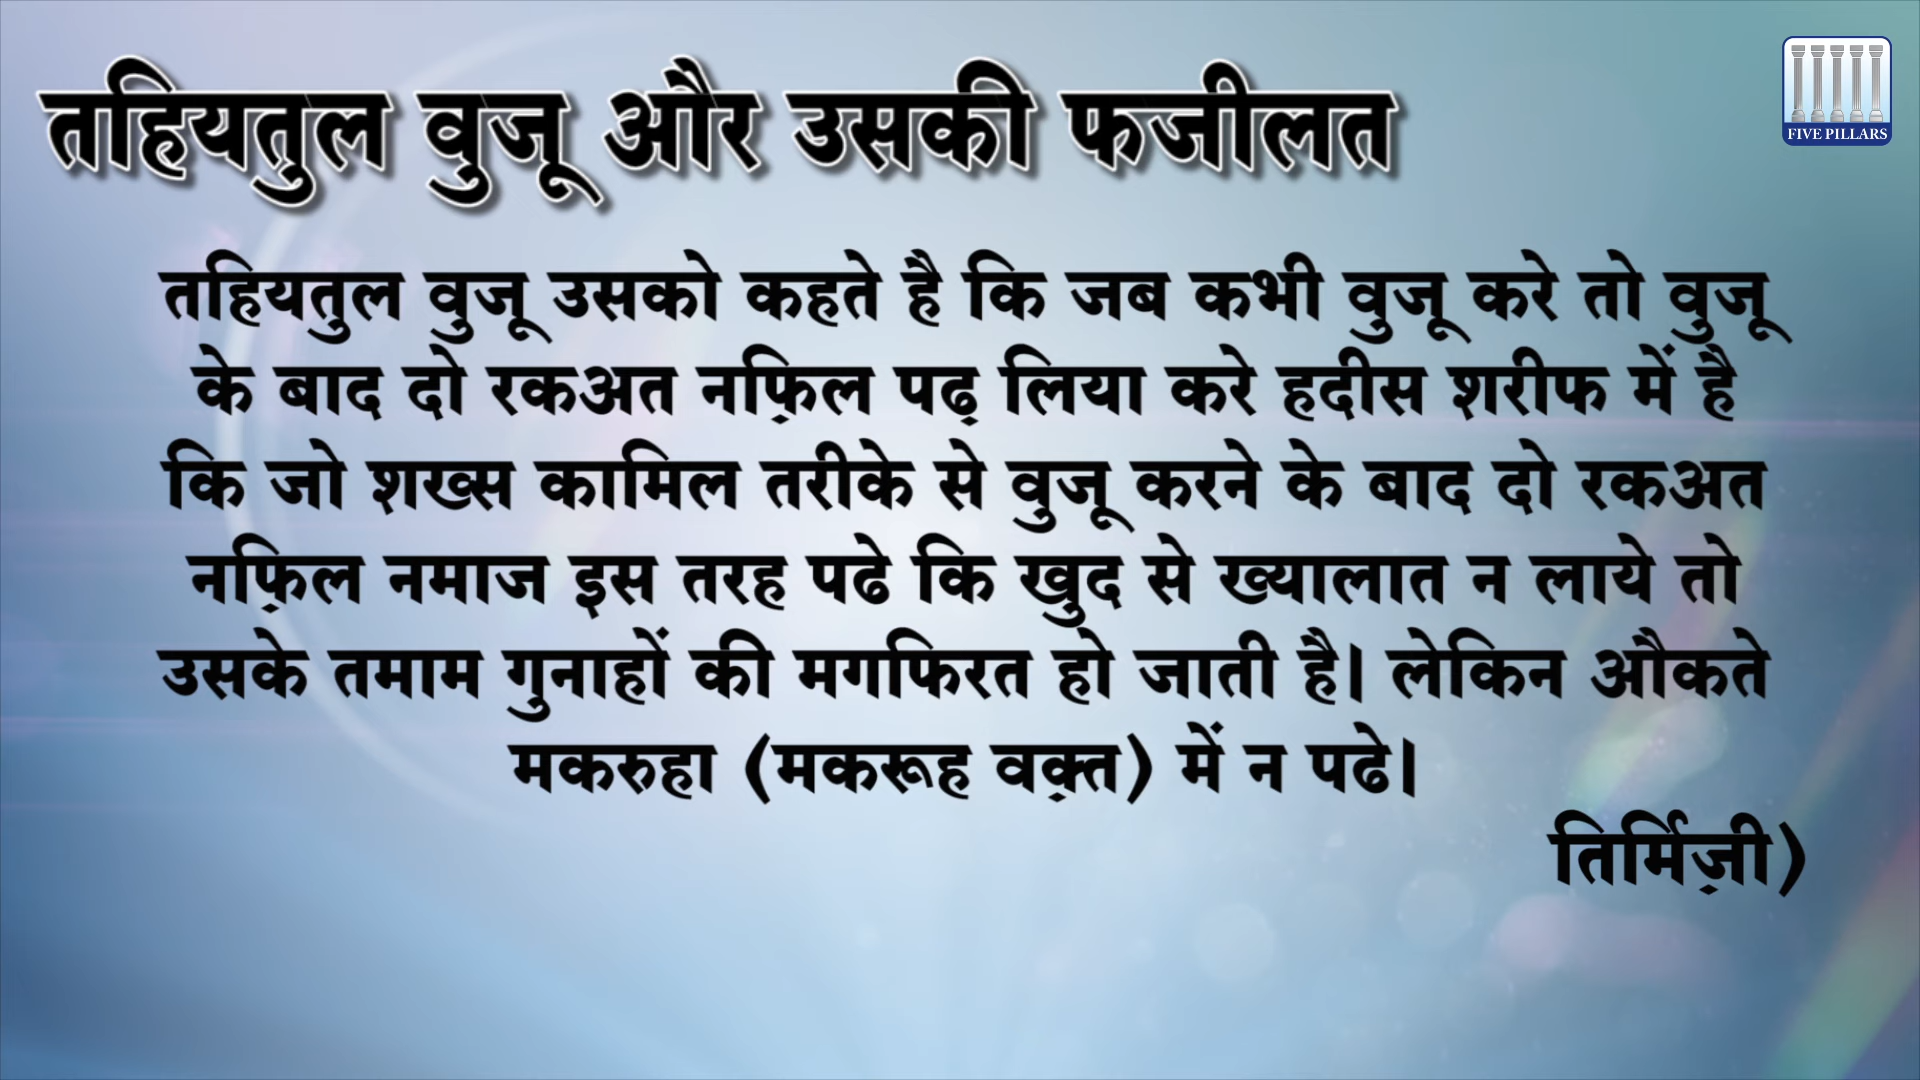 तहियतुल वुजू और उसकी फजीलत
FIVE PILLARS
तहियतुल वुजू उसको कहते है कि जब कभी वुजू करे तो वुजू
के बाद दो रकअत नफ़िल पढ़ लिया करे हदीस शरीफ में है
कि जो शख्स कामिल तरीके से वुजू करने के बाद दो रकअत
नफ़िल नमाज इस तरह पढे कि खुद से ख्यालात न लाये तो
उसके तमाम गुनाहों की मगफिरत हो जाती है। लेकिन औकते
मकरुहा (मकरूह वक़्त) में न पढे।
तिर्मिज़ी)